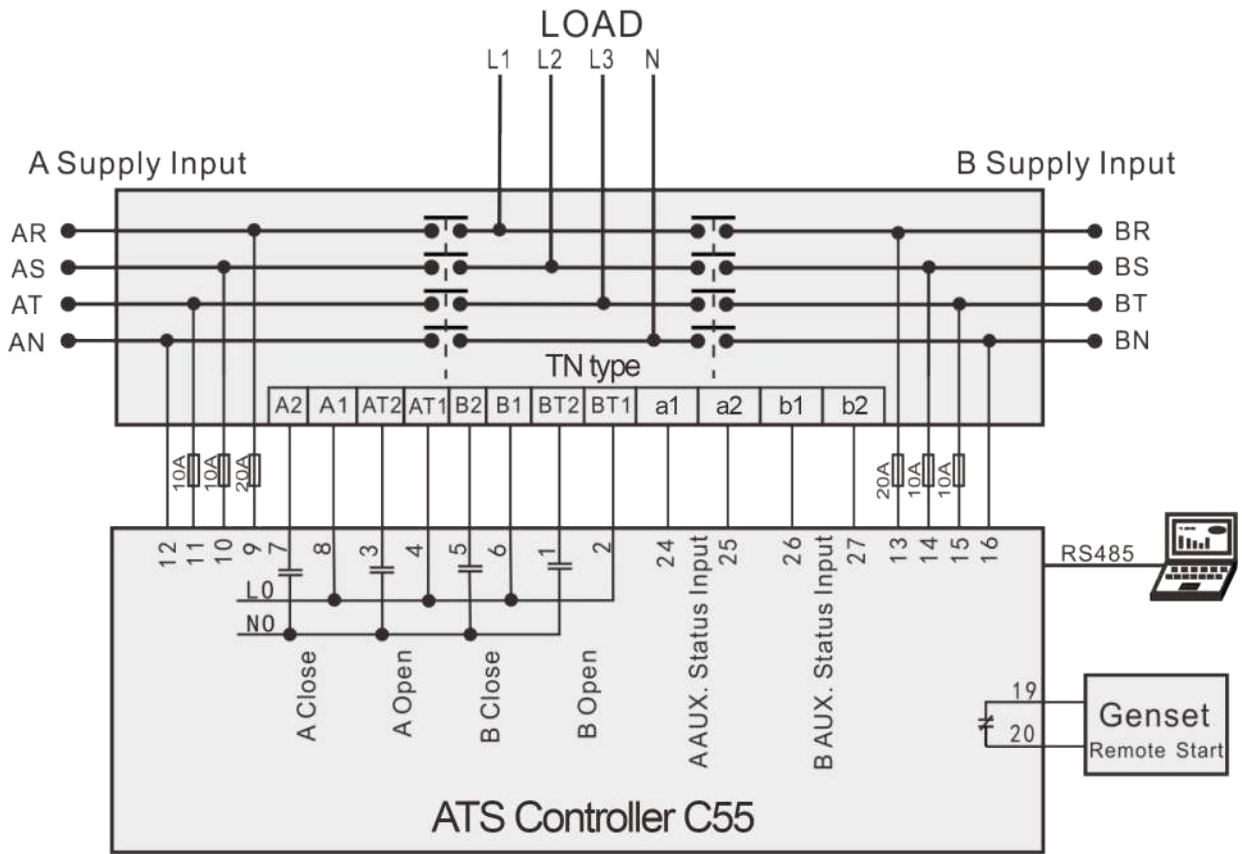 LOAD
L1 L2 L3 N
A Supply Input
B Supply Input
AR
BR
AS
BS
AT
BT
AN
BN
TN type
A2 A1 AT2 AT1 B2 B1 BT2 BT1 a1 a2 b1 b2
10A 10A 20A
20A 10A 10A
12 11 10 9 7 8 3 4 5 6 1 2 24 25 26 27 13 14 15 16
RS485
L0
N0
A Close
A Open
B Close
B Open
A AUX. Status Input
B AUX. Status Input
19
20
Genset
Remote Start
ATS Controller C55